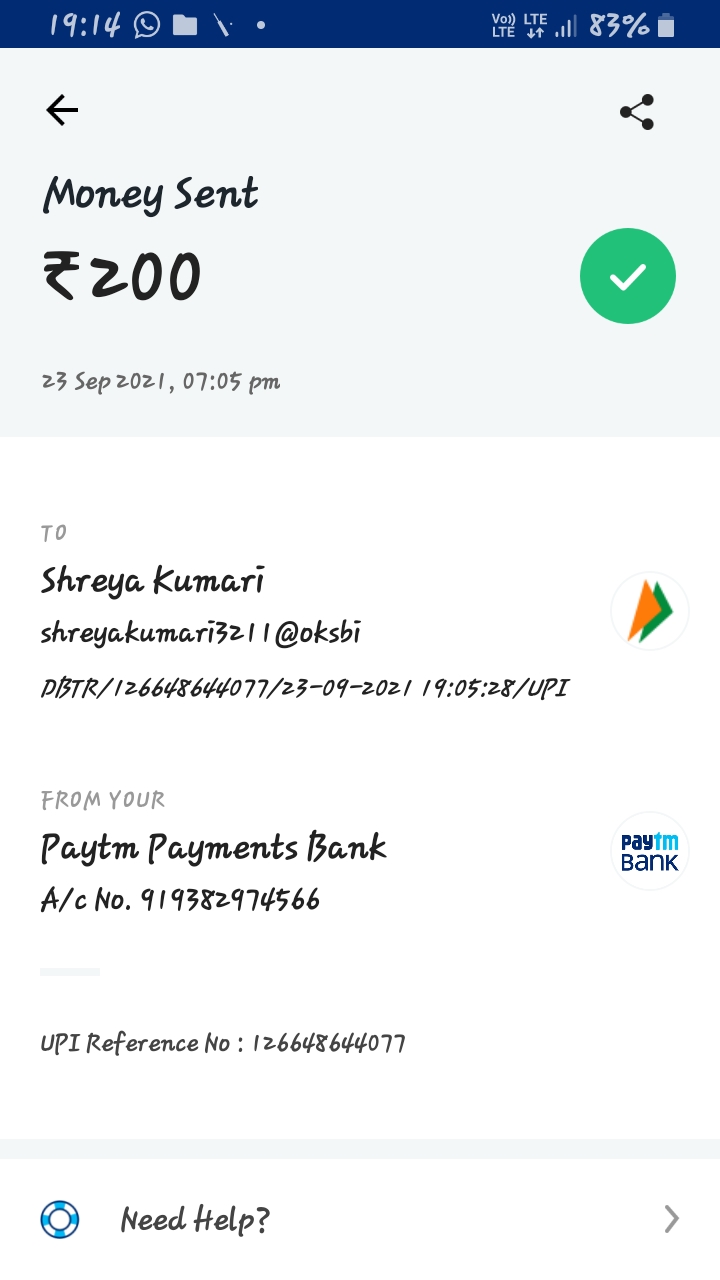 19:14 Vo)) LTE LTE 83%
Money Sent
₹200
23 Sep 2021, 07:05 pm
TO
Shreya Kumari
shreyakumari3211@oksbi
DBTR/126648644077/23-09-2021 19:05:28/UPI
FROM YOUR
Paytm Payments Bank
paytm
BANK
A/c No. 919382974566
UPI Reference No : 126648644077
Need Help?